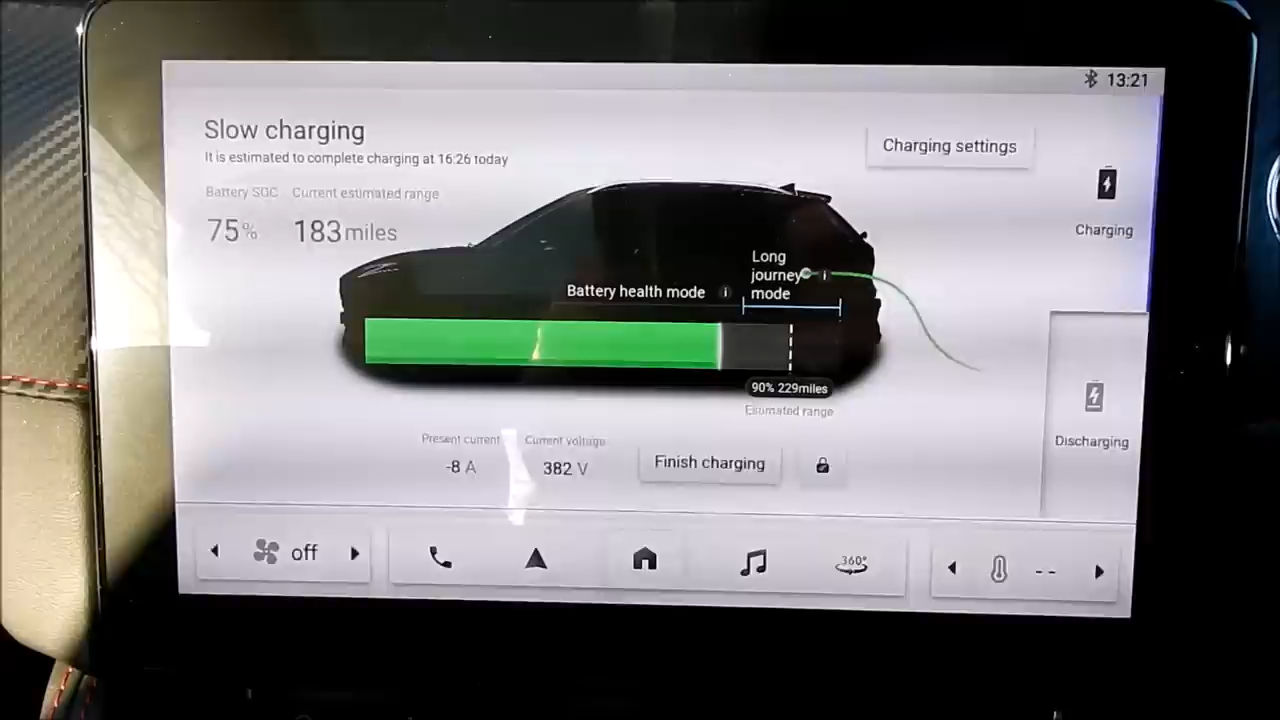 13:21
Slow charging
It is estimated to complete charging at 16:26 today
Charging settings
Battery SOC
Current estimated range
75%
183 miles
Charging
Long
journey
mode
Battery health mode
90% 229miles
Estimated range
Discharging
Present current
Current voltage
-8 A
382 V
Finish charging
off
360°
--